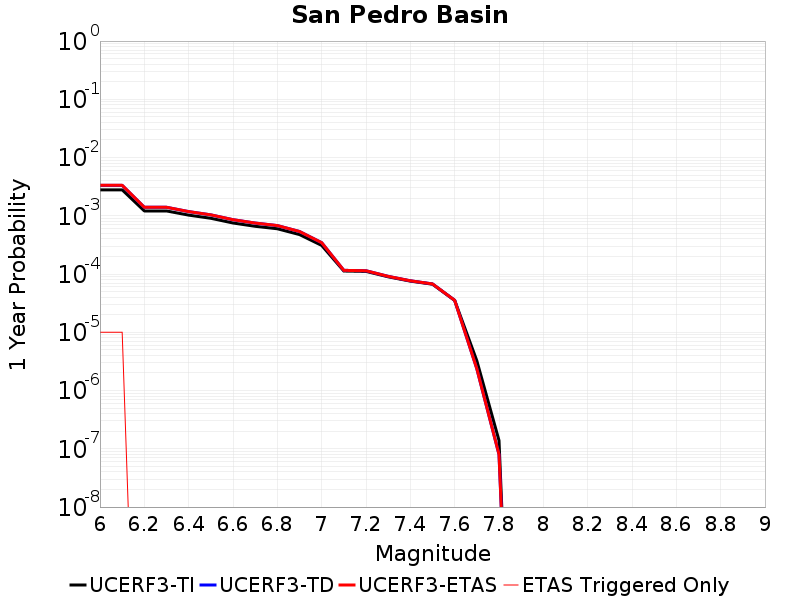 San Pedro Basin
10^0
10^-1
10^-2
10^-3
10^-4
10^-5
10^-6
10^-7
10^-8
1 Year Probability
6 6.2 6.4 6.6 6.8 7 7.2 7.4 7.6 7.8 8 8.2 8.4 8.6 8.8 9
Magnitude
UCERF3-TI UCERF3-TD UCERF3-ETAS ETAS Triggered Only